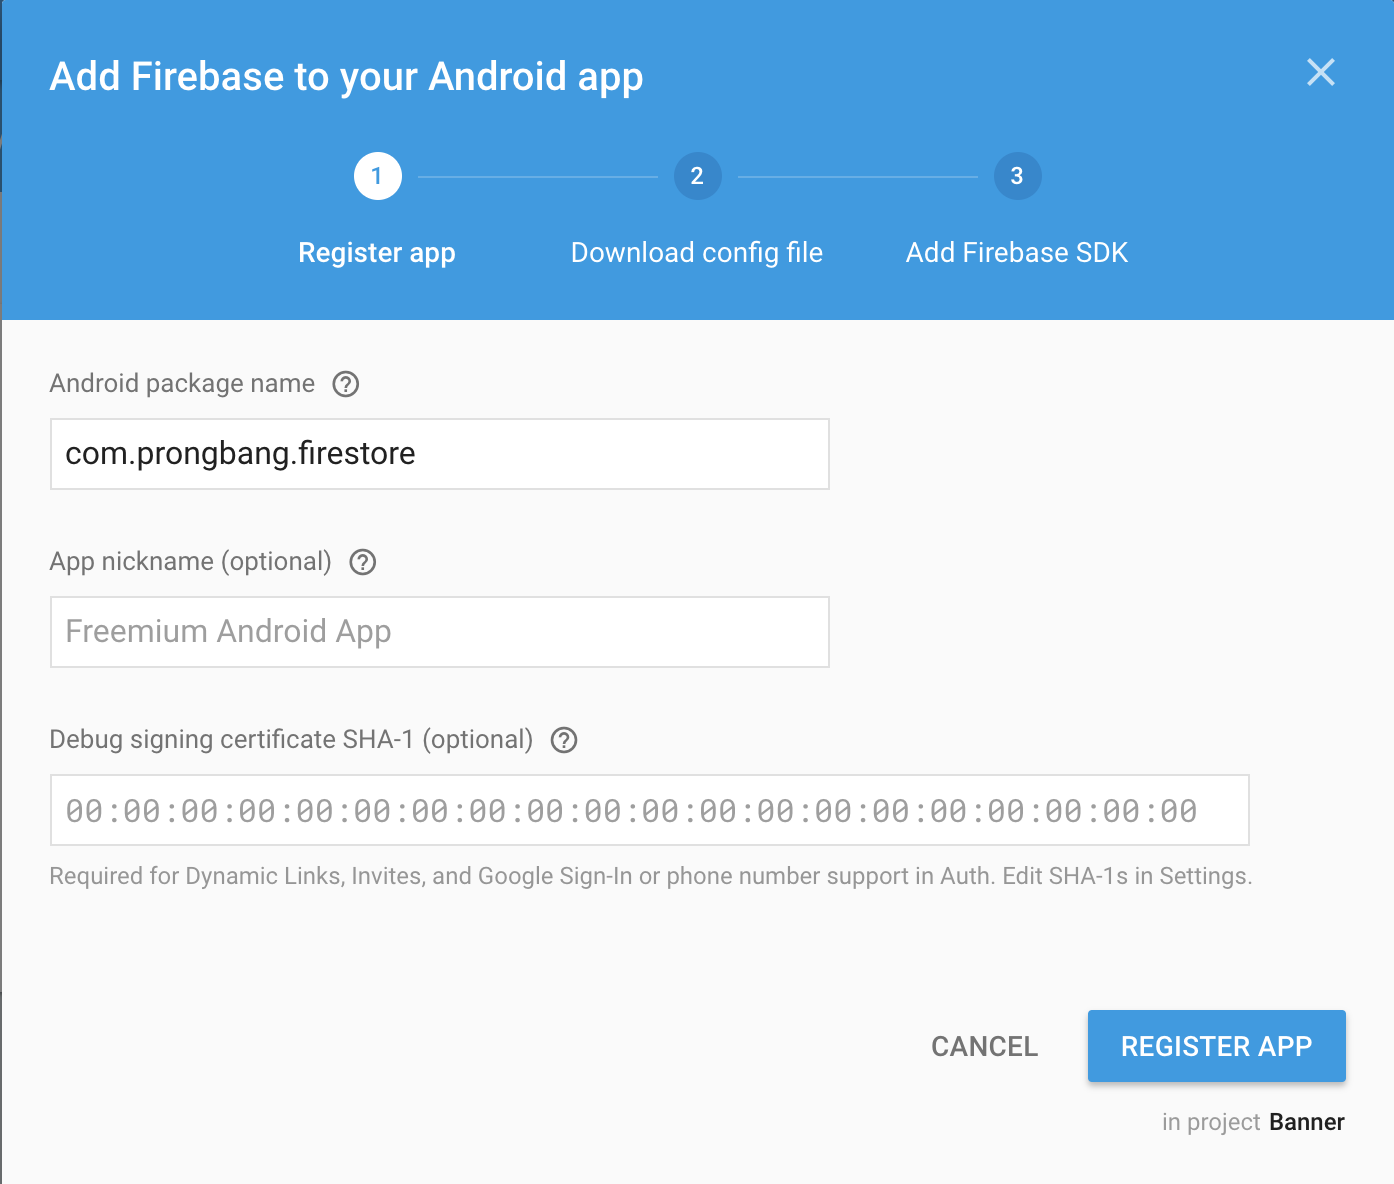 Add Firebase to your Android app
1
2
3
Register app
Download config file
Add Firebase SDK
Android package name ?
com.prongbang.firestore
App nickname (optional) ?
Freemium Android App
Debug signing certificate SHA-1 (optional) ?
00:00:00:00:00:00:00:00:00:00:00:00:00:00:00:00:00:00:00:00
Required for Dynamic Links, Invites, and Google Sign-In or phone number support in Auth. Edit SHA-1s in Settings.
CANCEL
REGISTER APP
in project Banner